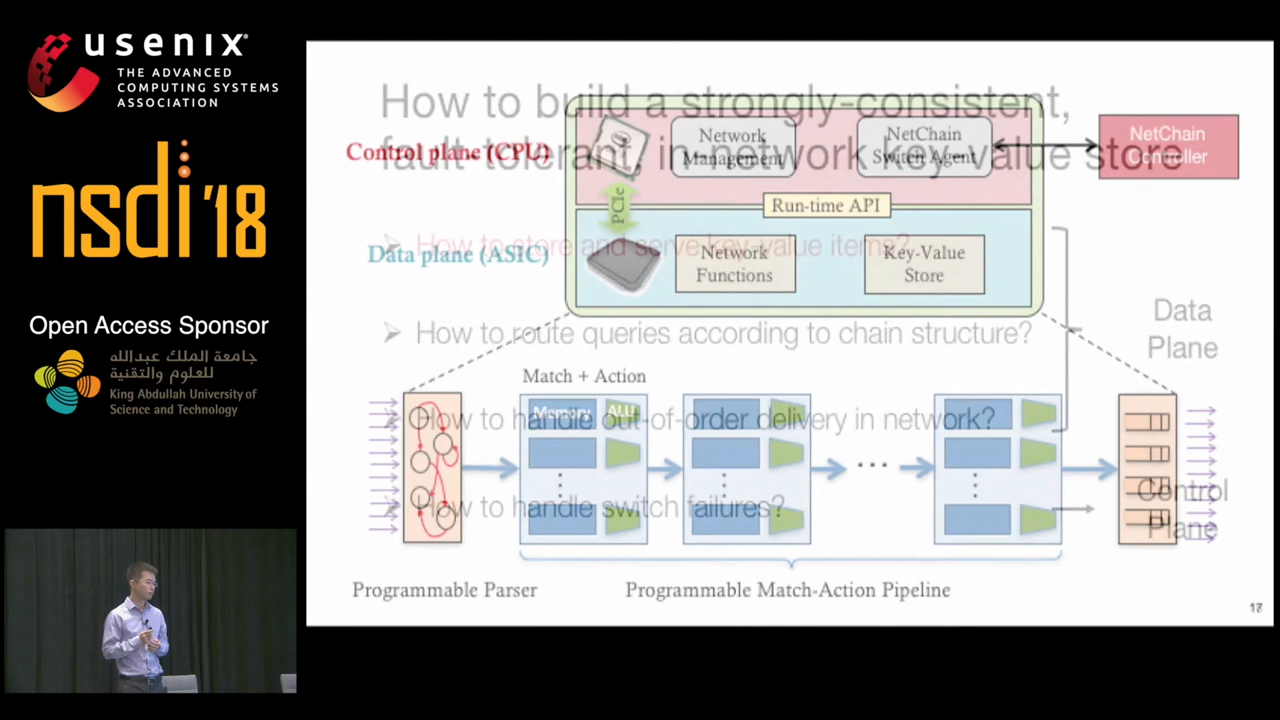 usenix
THE ADVANCED
COMPUTING SYSTEMS
ASSOCIATION
nsdi '18
Open Access Sponsor
جامعة الملك عبدالله
للعلوم والتقنية
King Abdullah University of
Science and Technology
How to build a strongly-consistent,
fault-tolerant, in-network key-value store
Control plane (CPU)
Network
Management
NetChain
Switch Agent
NetChain
Controller
PCIe
Run-time API
Data plane (ASIC)
Network
Functions
Key-Value
Store
➢ How to store and serve key-value items?
➢ How to route queries according to chain structure?
Data
Plane
Match + Action
Memory
ALU
➢ How to handle out-of-order delivery in network?
➢ How to handle switch failures?
Control
Plane
Programmable Parser
Programmable Match-Action Pipeline